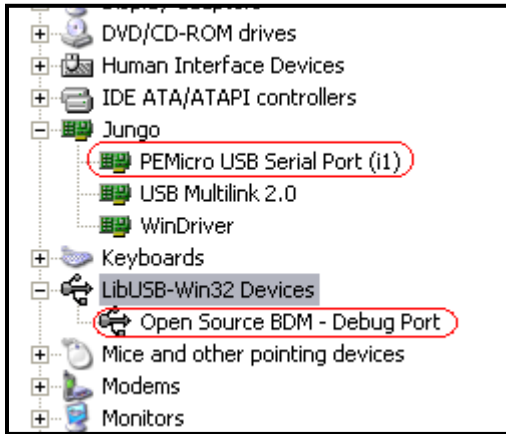 Display adapters
DVD/CD-ROM drives
Human Interface Devices
IDE ATA/ATAPI controllers
Jungo
PEMicro USB Serial Port (i1)
USB Multilink 2.0
WinDriver
Keyboards
LibUSB-Win32 Devices
Open Source BDM - Debug Port
Mice and other pointing devices
Modems
Monitors